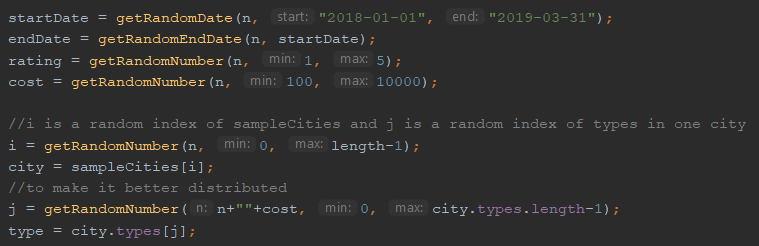 startDate = getRandomDate(n, start: "2018-01-01", end: "2019-03-31");
endDate = getRandomEndDate(n, startDate);
rating = getRandomNumber(n, min: 1, max: 5);
cost = getRandomNumber(n, min: 100, max: 10000);
//i is a random index of sampleCities and j is a random index of types in one city
i = getRandomNumber(n, min: 0, max: length-1);
city = sampleCities[i];
//to make it better distributed
j = getRandomNumber( n: n+""+cost, min: 0, max: city.types.length-1);
type = city.types[j];